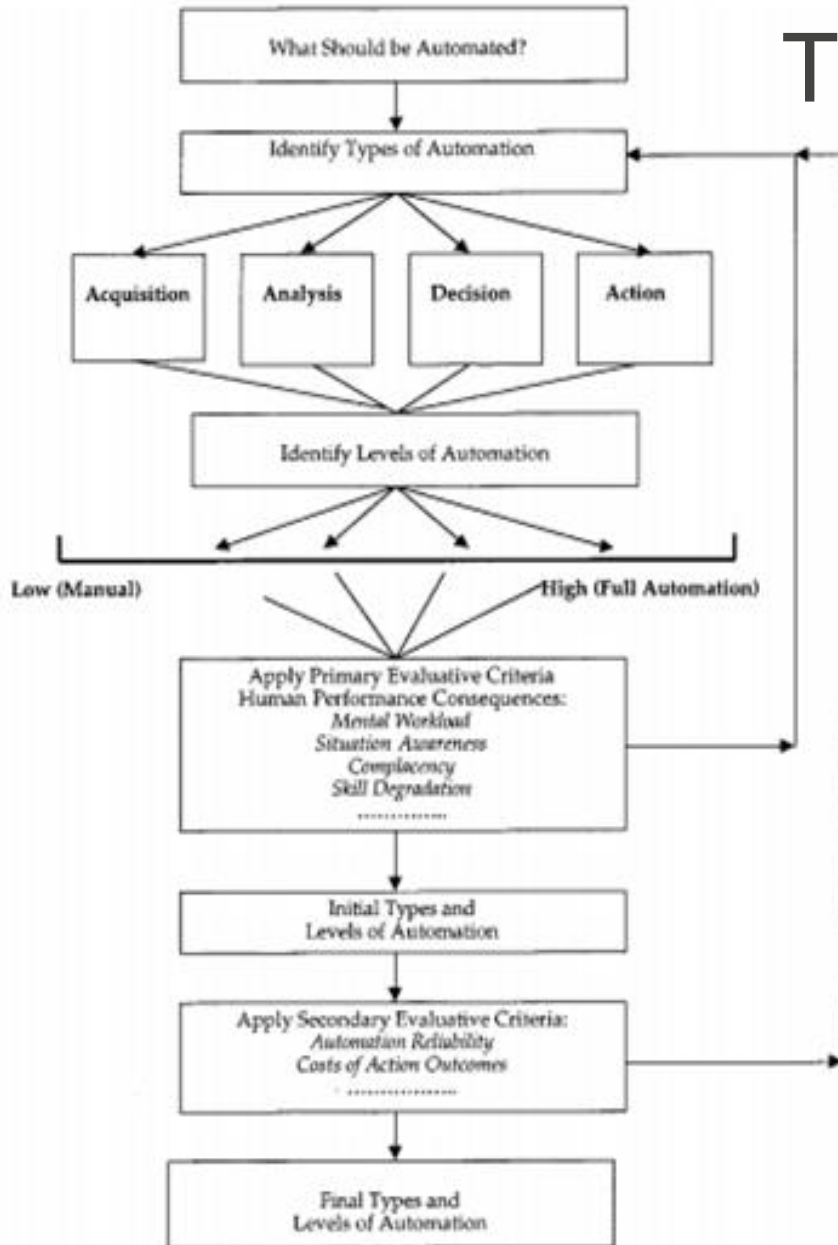 What Should be Automated?
T
Identify Types of Automation
Acquisition
Analysis
Decision
Action
Identify Levels of Automation
Low (Manual)
High (Full Automation)
Apply Primary Evaluative Criteria
Human Performance Consequences:
Mental Workload
Situation Awareness
Complacency
Skill Degradation
..............
Initial Types and
Levels of Automation
Apply Secondary Evaluative Criteria:
Automation Reliability
Costs of Action Outcomes
.................
Final Types and
Levels of Automation